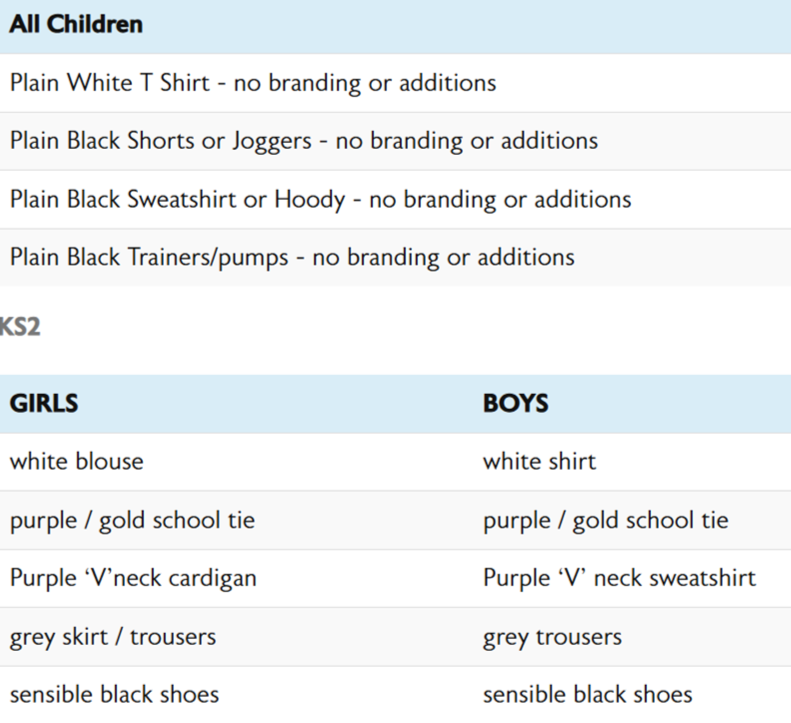 All Children
Plain White T Shirt - no branding or additions
Plain Black Shorts or Joggers - no branding or additions
Plain Black Sweatshirt or Hoody - no branding or additions
Plain Black Trainers/pumps - no branding or additions
KS2
GIRLS BOYS
white blouse white shirt
purple / gold school tie purple / gold school tie
Purple ‘V’neck cardigan Purple ‘V’ neck sweatshirt
grey skirt / trousers grey trousers
sensible black shoes sensible black shoes